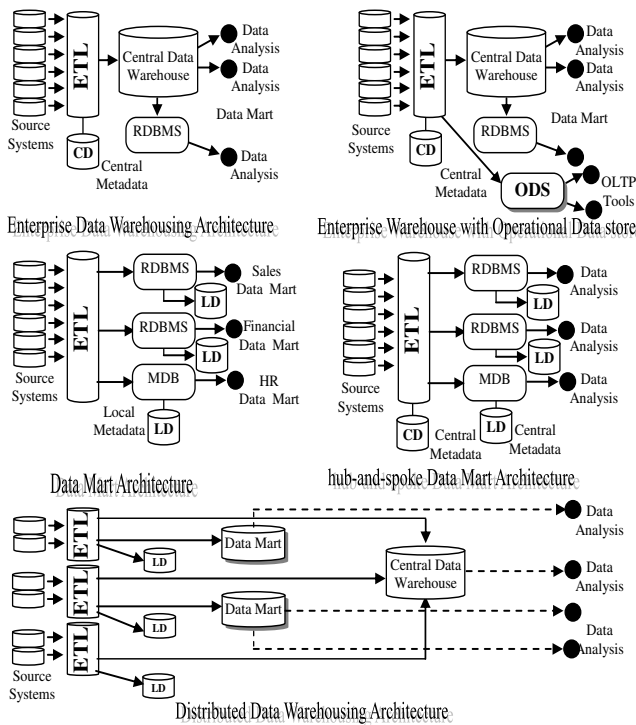 ETL
Central Data
Warehouse
Data
Analysis
Data
Analysis
Data Mart
RDBMS
Data
Analysis
Source
Systems
CD
Central
Metadata
Enterprise Data Warehousing Architecture
ETL
Central Data
Warehouse
Data
Analysis
Data
Analysis
Data Mart
RDBMS
Source
Systems
CD
Central
Metadata
ODS
OLTP
Tools
Enterprise Warehouse with Operational Data store
ETL
RDBMS
Sales
Data Mart
LD
RDBMS
Financial
Data Mart
LD
MDB
HR
Data Mart
Source
Systems
Local
Metadata
LD
Data Mart Architecture
ETL
RDBMS
Data
Analysis
LD
RDBMS
Data
Analysis
LD
MDB
Data
Analysis
Source
Systems
CD
Central
Metadata
LD
Central
Metadata
hub-and-spoke Data Mart Architecture
ETL
LD
Data Mart
Data
Analysis
ETL
LD
Data Mart
Central Data
Warehouse
Data
Analysis
ETL
LD
Data
Analysis
Source
Systems
Distributed Data Warehousing Architecture